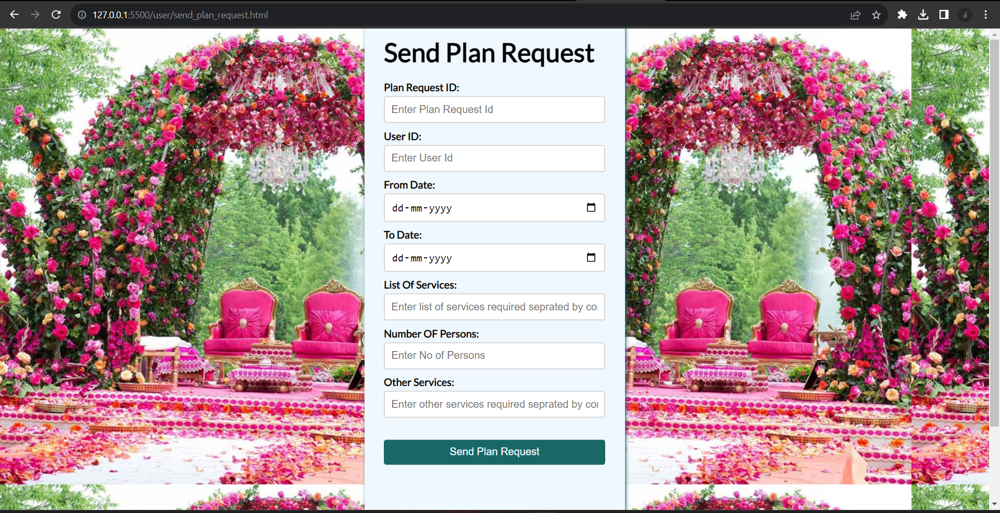 127.0.0.1:5500/user/send_plan_request.html
Send Plan Request
Plan Request ID:
Enter Plan Request Id
User ID:
Enter User Id
From Date:
dd-mm-yyyy
To Date:
dd-mm-yyyy
List Of Services:
Enter list of services required seprated by co
Number OF Persons:
Enter No of Persons
Other Services:
Enter other services required seprated by co
Send Plan Request